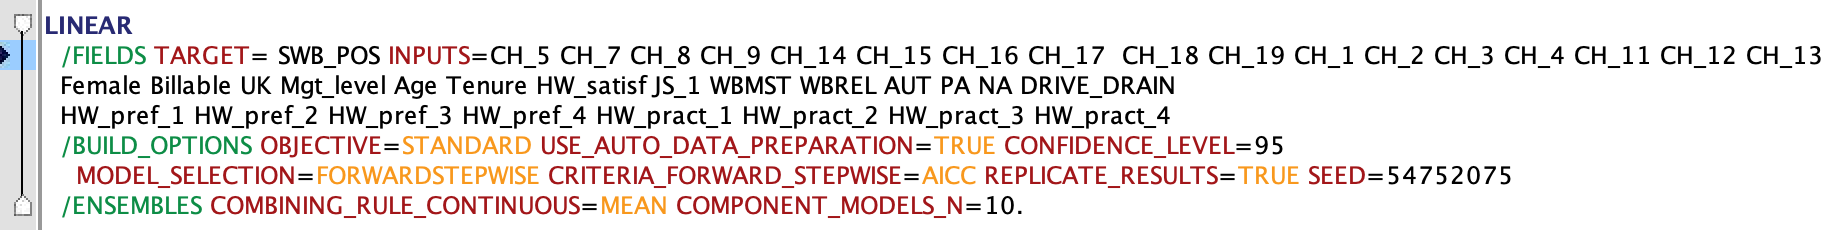 LINEAR
/FIELDS TARGET= SWB_POS INPUTS=CH_5 CH_7 CH_8 CH_9 CH_14 CH_15 CH_16 CH_17  CH_18 CH_19 CH_1 CH_2 CH_3 CH_4 CH_11 CH_12 CH_13
Female Billable UK Mgt_level Age Tenure HW_satisf JS_1 WBMST WBREL AUT PA NA DRIVE_DRAIN
HW_pref_1 HW_pref_2 HW_pref_3 HW_pref_4 HW_pract_1 HW_pract_2 HW_pract_3 HW_pract_4
/BUILD_OPTIONS OBJECTIVE=STANDARD USE_AUTO_DATA_PREPARATION=TRUE CONFIDENCE_LEVEL=95
MODEL_SELECTION=FORWARDSTEPWISE CRITERIA_FORWARD_STEPWISE=AICC REPLICATE_RESULTS=TRUE SEED=54752075
/ENSEMBLES COMBINING_RULE_CONTINUOUS=MEAN COMPONENT_MODELS_N=10.